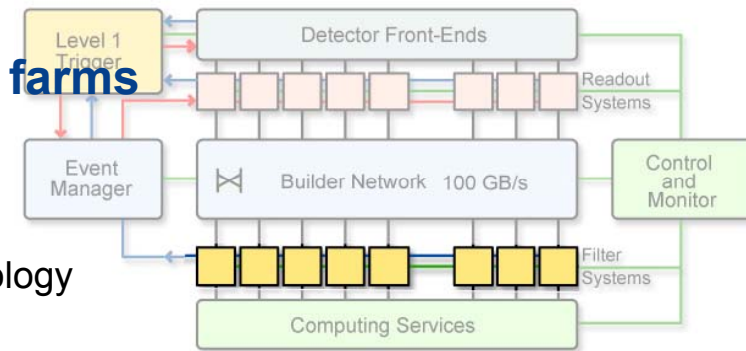 Level 1
Trigger
Detector Front-Ends
farms
Readout
Systems
Event
Manager
Builder Network 100 GB/s
Control
and
Monitor
ology
Filter
Systems
Computing Services